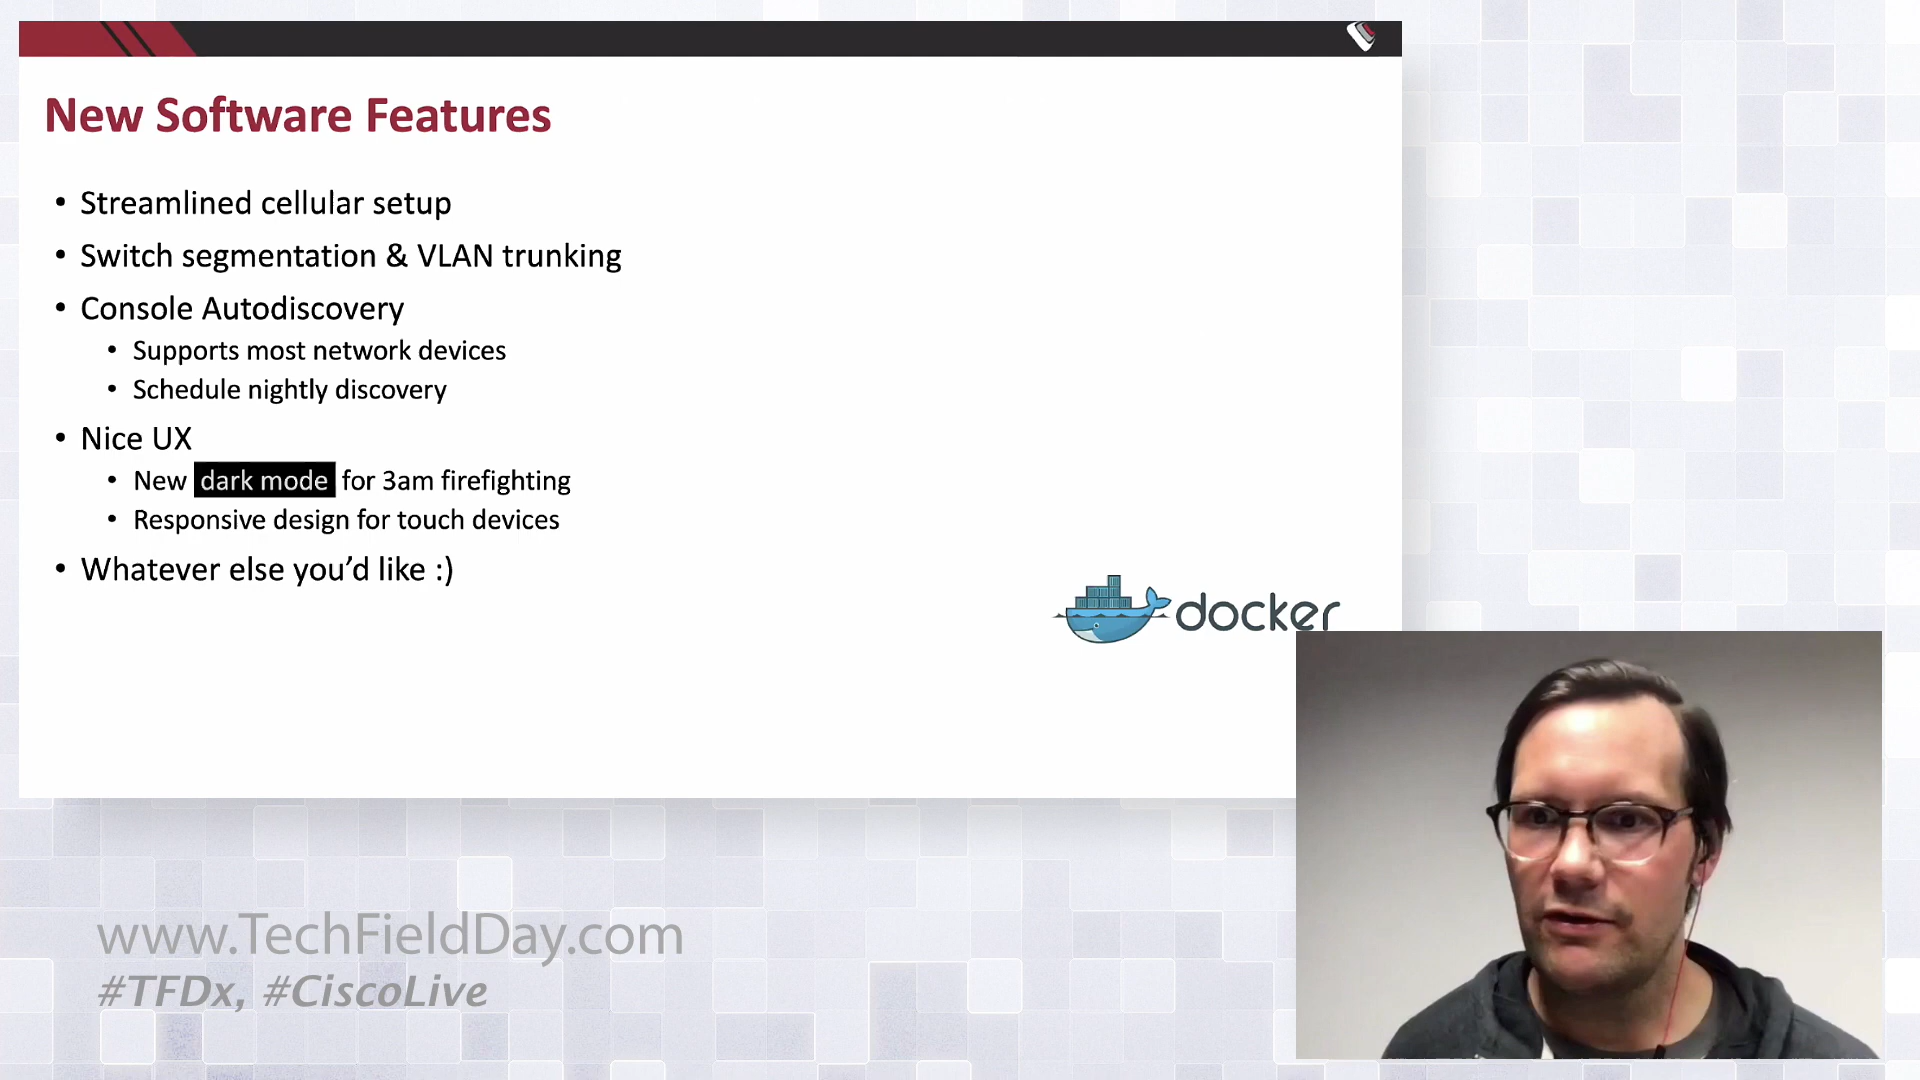 New Software Features
• Streamlined cellular setup
• Switch segmentation & VLAN trunking
• Console Autodiscovery
• Supports most network devices
• Schedule nightly discovery
• Nice UX
• New dark mode for 3am firefighting
• Responsive design for touch devices
• Whatever else you’d like :)
docker
www.TechFieldDay.com
#TFDx, #CiscoLive